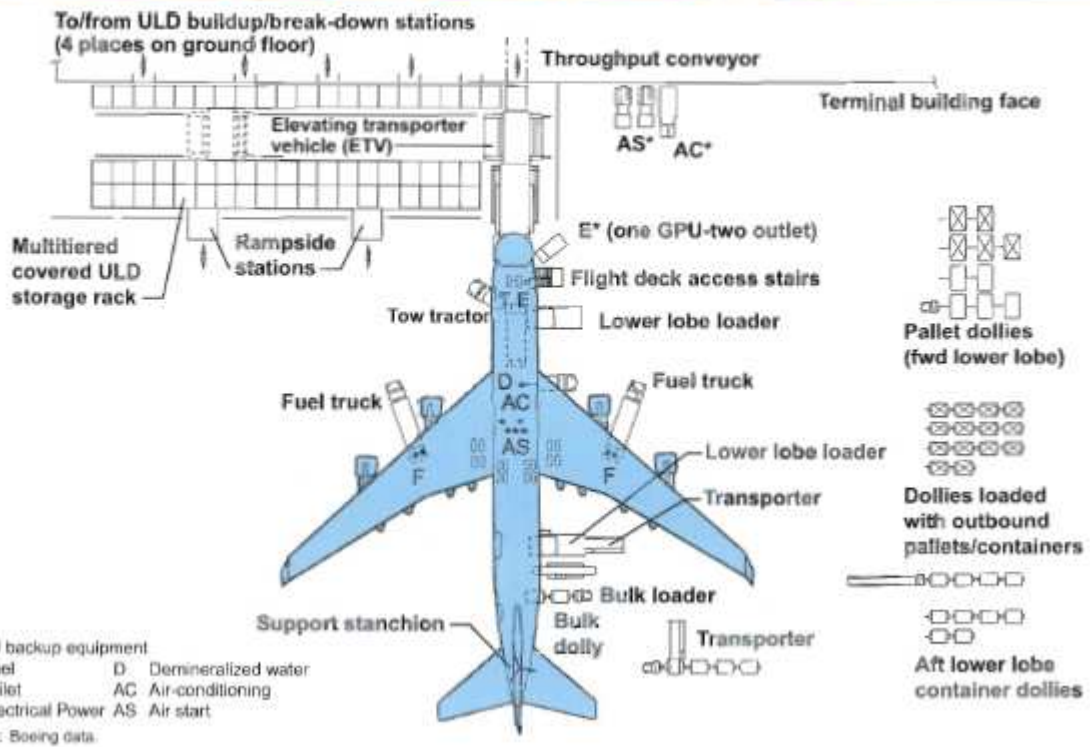 To/from ULD buildup/break-down stations
(4 places on ground floor)
Throughput conveyor
Terminal building face
Elevating transporter
vehicle (ETV)
AS*
AC*
Multitiered
covered ULD
storage rack
Rampside
stations
E* (one GPU-two outlet)
Flight deck access stairs
T,E
Tow tractor
Lower lobe loader
Pallet dollies
(fwd lower lobe)
Fuel truck
D
Fuel truck
AC
AS
F
F
Lower lobe loader
Transporter
Dollies loaded
with outbound
pallets/containers
Bulk loader
Support stanchion
Bulk
dolly
Transporter
Aft lower lobe
container dollies
backup equipment
D Demineralized water
AC Air-conditioning
Power AS Air start
Boeing data.